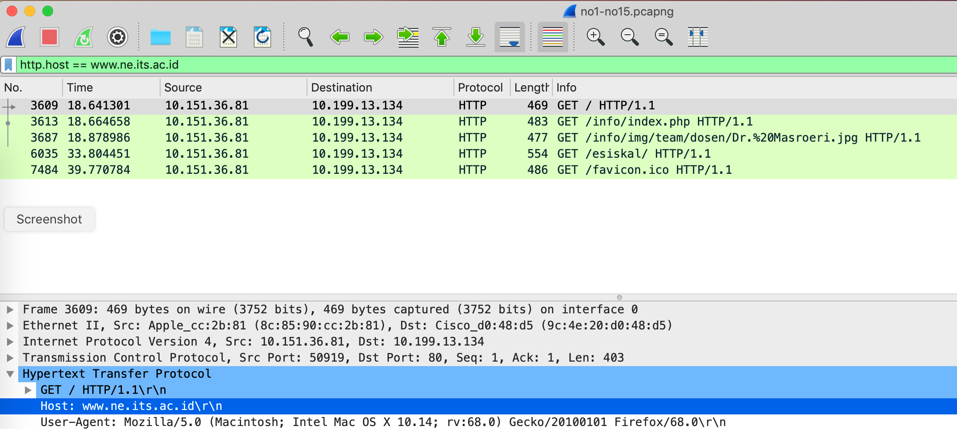 no1-no15.pcapng
http.host == www.ne.its.ac.id
No. Time Source Destination Protocol Length Info
3609 18.641301 10.151.36.81 10.199.13.134 HTTP 469 GET / HTTP/1.1
3613 18.664658 10.151.36.81 10.199.13.134 HTTP 483 GET /info/index.php HTTP/1.1
3687 18.878986 10.151.36.81 10.199.13.134 HTTP 477 GET /info/img/team/dosen/Dr.%20Masroeri.jpg HTTP/1.1
6035 33.804451 10.151.36.81 10.199.13.134 HTTP 554 GET /esiskal/ HTTP/1.1
7484 39.770784 10.151.36.81 10.199.13.134 HTTP 486 GET /favicon.ico HTTP/1.1
Screenshot
Frame 3609: 469 bytes on wire (3752 bits), 469 bytes captured (3752 bits) on interface 0
Ethernet II, Src: Apple_cc:2b:81 (8c:85:90:cc:2b:81), Dst: Cisco_d0:48:d5 (9c:4e:20:d0:48:d5)
Internet Protocol Version 4, Src: 10.151.36.81, Dst: 10.199.13.134
Transmission Control Protocol, Src Port: 50919, Dst Port: 80, Seq: 1, Ack: 1, Len: 403
Hypertext Transfer Protocol
GET / HTTP/1.1\r\n
Host: www.ne.its.ac.id\r\n
User-Agent: Mozilla/5.0 (Macintosh; Intel Mac OS X 10.14; rv:68.0) Gecko/20100101 Firefox/68.0\r\n